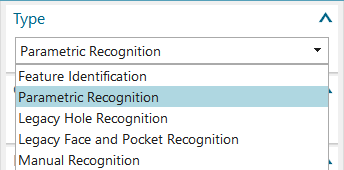 Type
Parametric Recognition
Feature Identification
Parametric Recognition
Legacy Hole Recognition
Legacy Face and Pocket Recognition
Manual Recognition